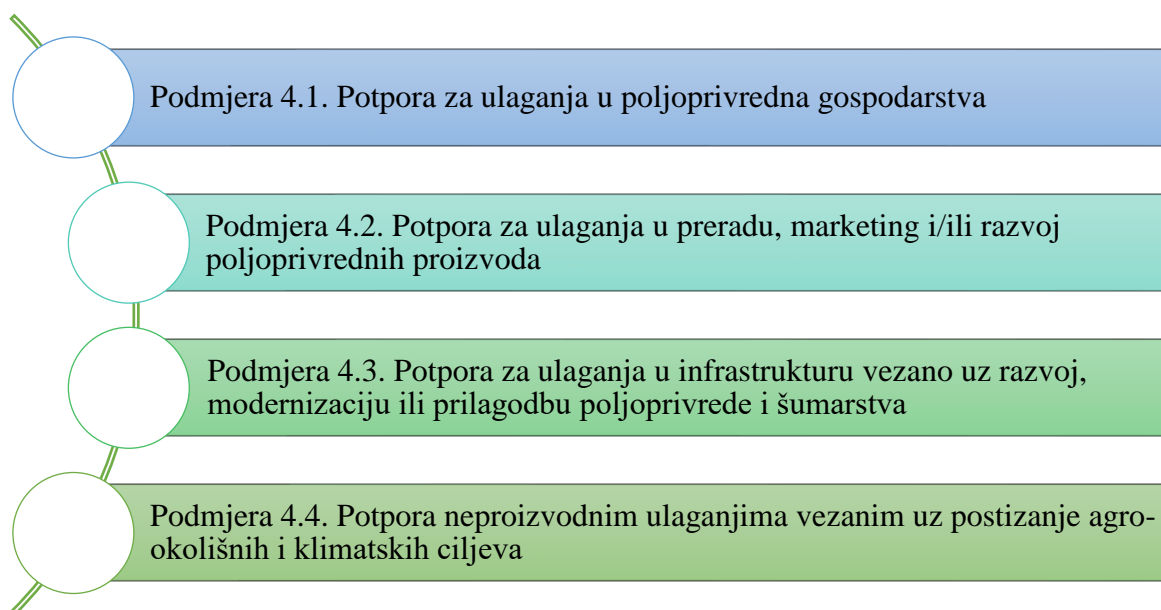 Podmjera 4.1. Potpora za ulaganja u poljoprivredna gospodarstva
Podmjera 4.2. Potpora za ulaganja u preradu, marketing i/ili razvoj
poljoprivrednih proizvoda
Podmjera 4.3. Potpora za ulaganja u infrastrukturu vezano uz razvoj,
modernizaciju ili prilagodbu poljoprivrede i šumarstva
Podmjera 4.4. Potpora neproizvodnim ulaganjima vezanim uz postizanje agro-
okolišnih i klimatskih ciljeva